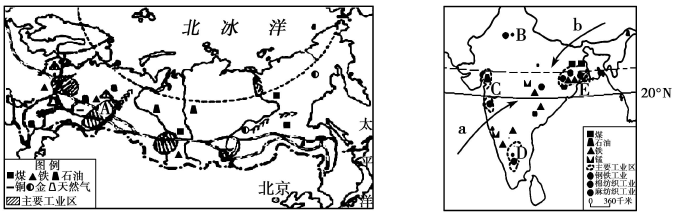 北冰洋
太平洋
北京
图例
■煤▲铁石油
━铜金天然气
主要工业区
B
b
C
E
20°N
a
D
煤
石油
铁
锰
主要工业区
钢铁工业
棉纺织工业
麻纺织工业
0 360千米